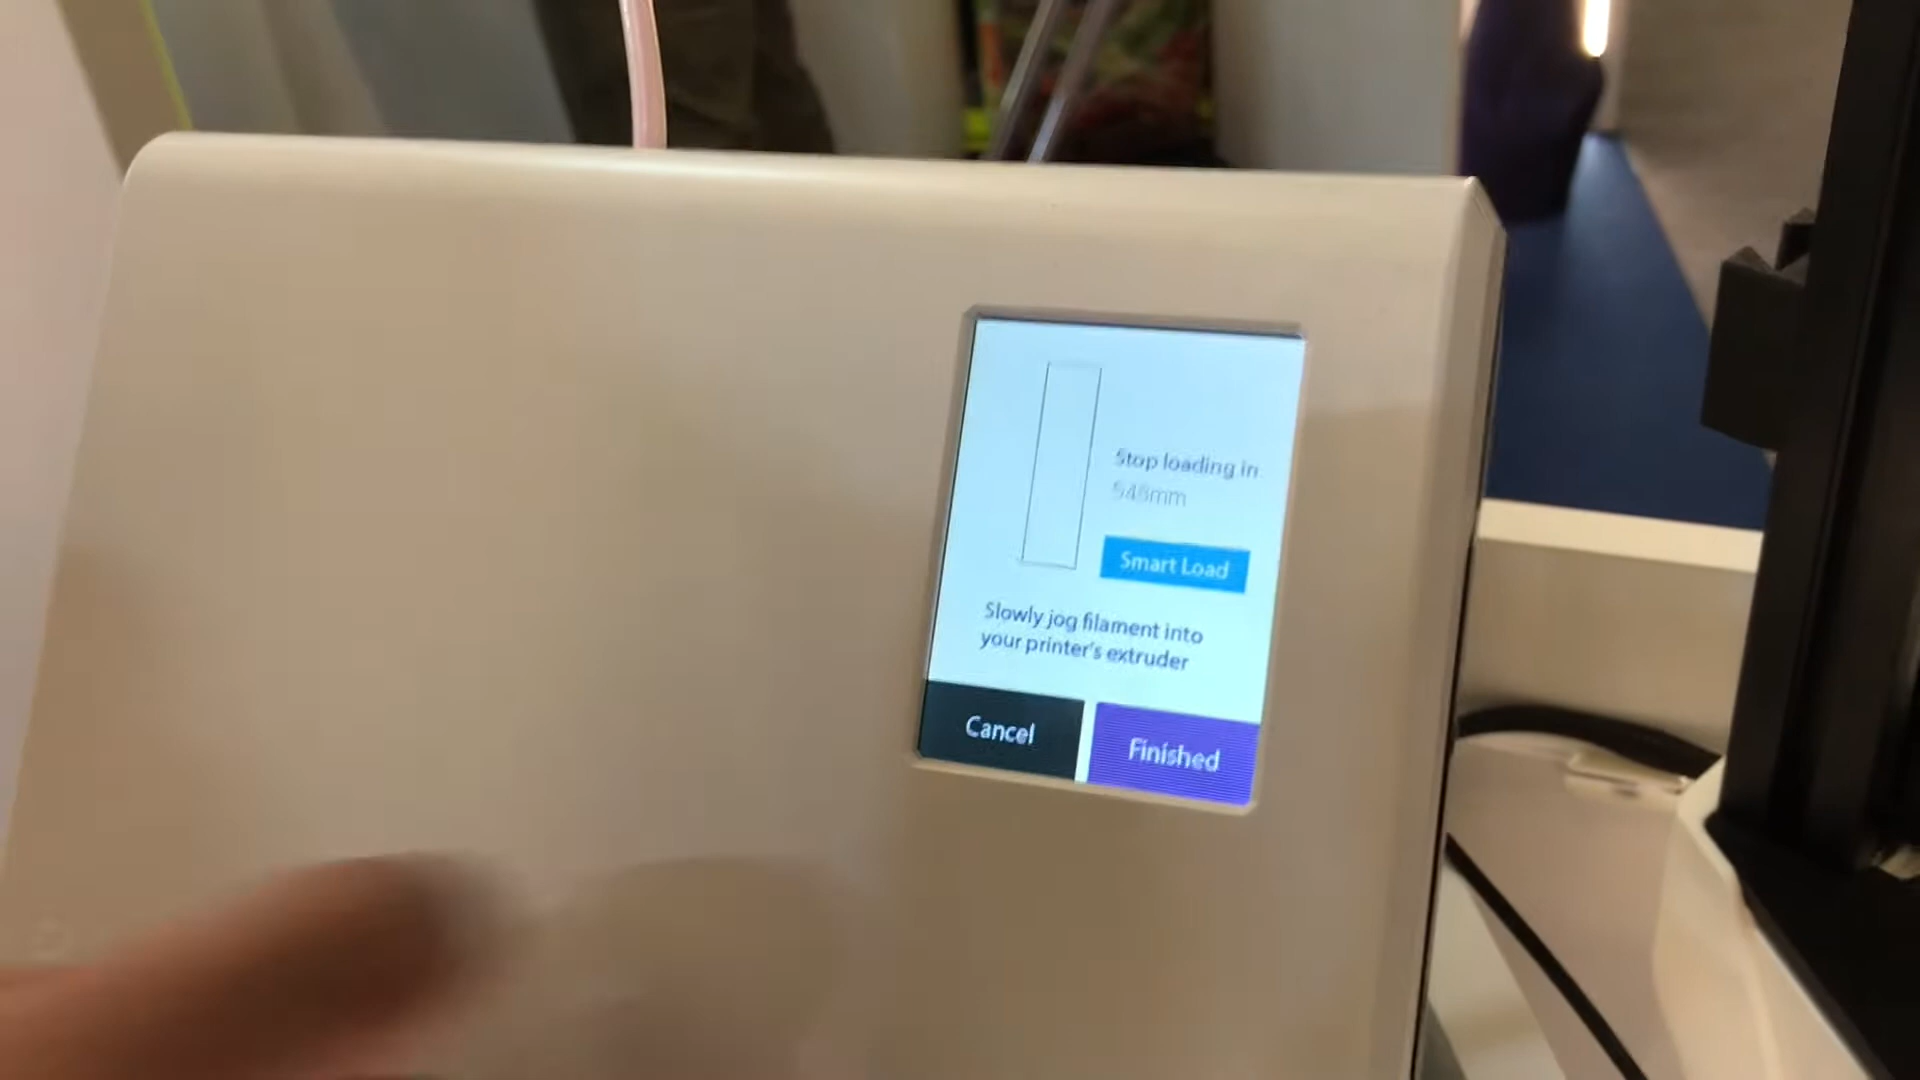 Stop loading in
Smart Load
Slowly jog filament into
your printer's extruder
Cancel
Finished